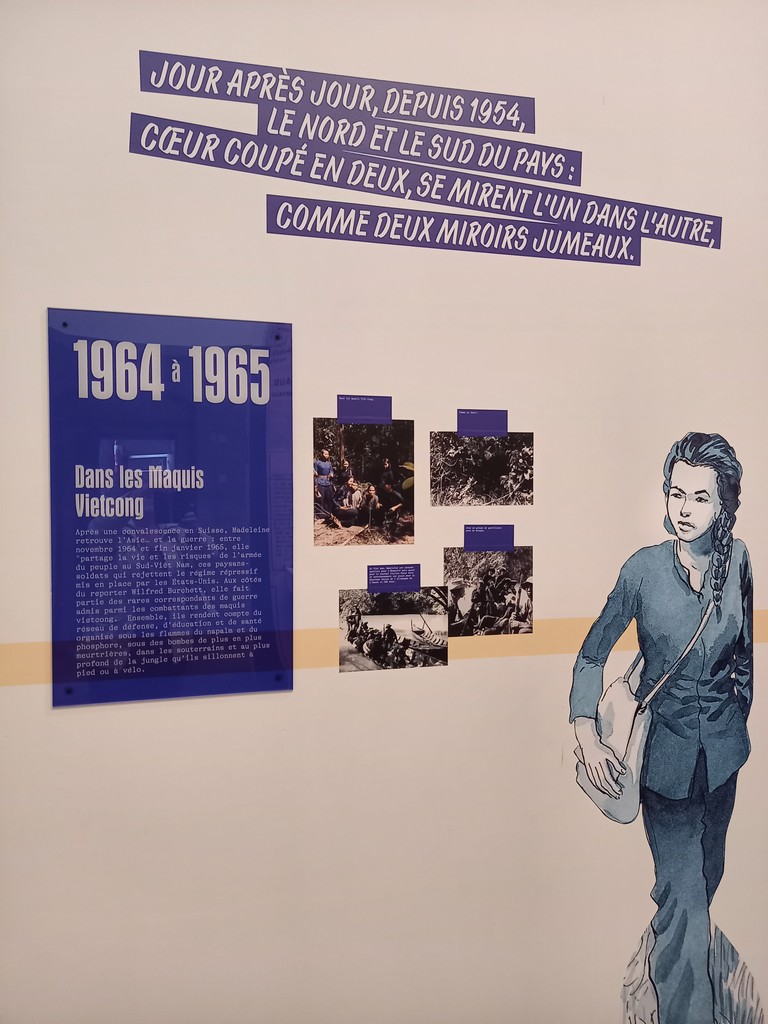 JOUR APRÈS JOUR, DEPUIS 1954,
LE NORD ET LE SUD DU PAYS :
CŒUR COUPÉ EN DEUX, SE MIRENT L'UN DANS L'AUTRE,
COMME DEUX MIROIRS JUMEAUX.
1964 à 1965
Dans les Maquis
Vietcong
Après une convalescence en Suisse, Madeleine
retrouve l'Asie… et la guerre : entre
novembre 1964 et fin janvier 1965, elle
"partage la vie et les risques" de l'armée
du peuple au Sud-Viêt Nam, ces paysans-
soldats qui rejettent le régime répressif
mis en place par les États-Unis. Aux côtés
du reporter Wilfred Burchett, elle fait
partie des rares correspondants de guerre
admis parmi les combattants des maquis
vietcong. Ensemble, ils rendent compte du
réseau de défense, d'éducation et de santé
organisé sous les flammes du napalm et du
phosphore, sous des bombes de plus en plus
meurtrières, dans les souterrains et au plus
profond de la jungle qu'ils sillonnent à
pied ou à vélo.